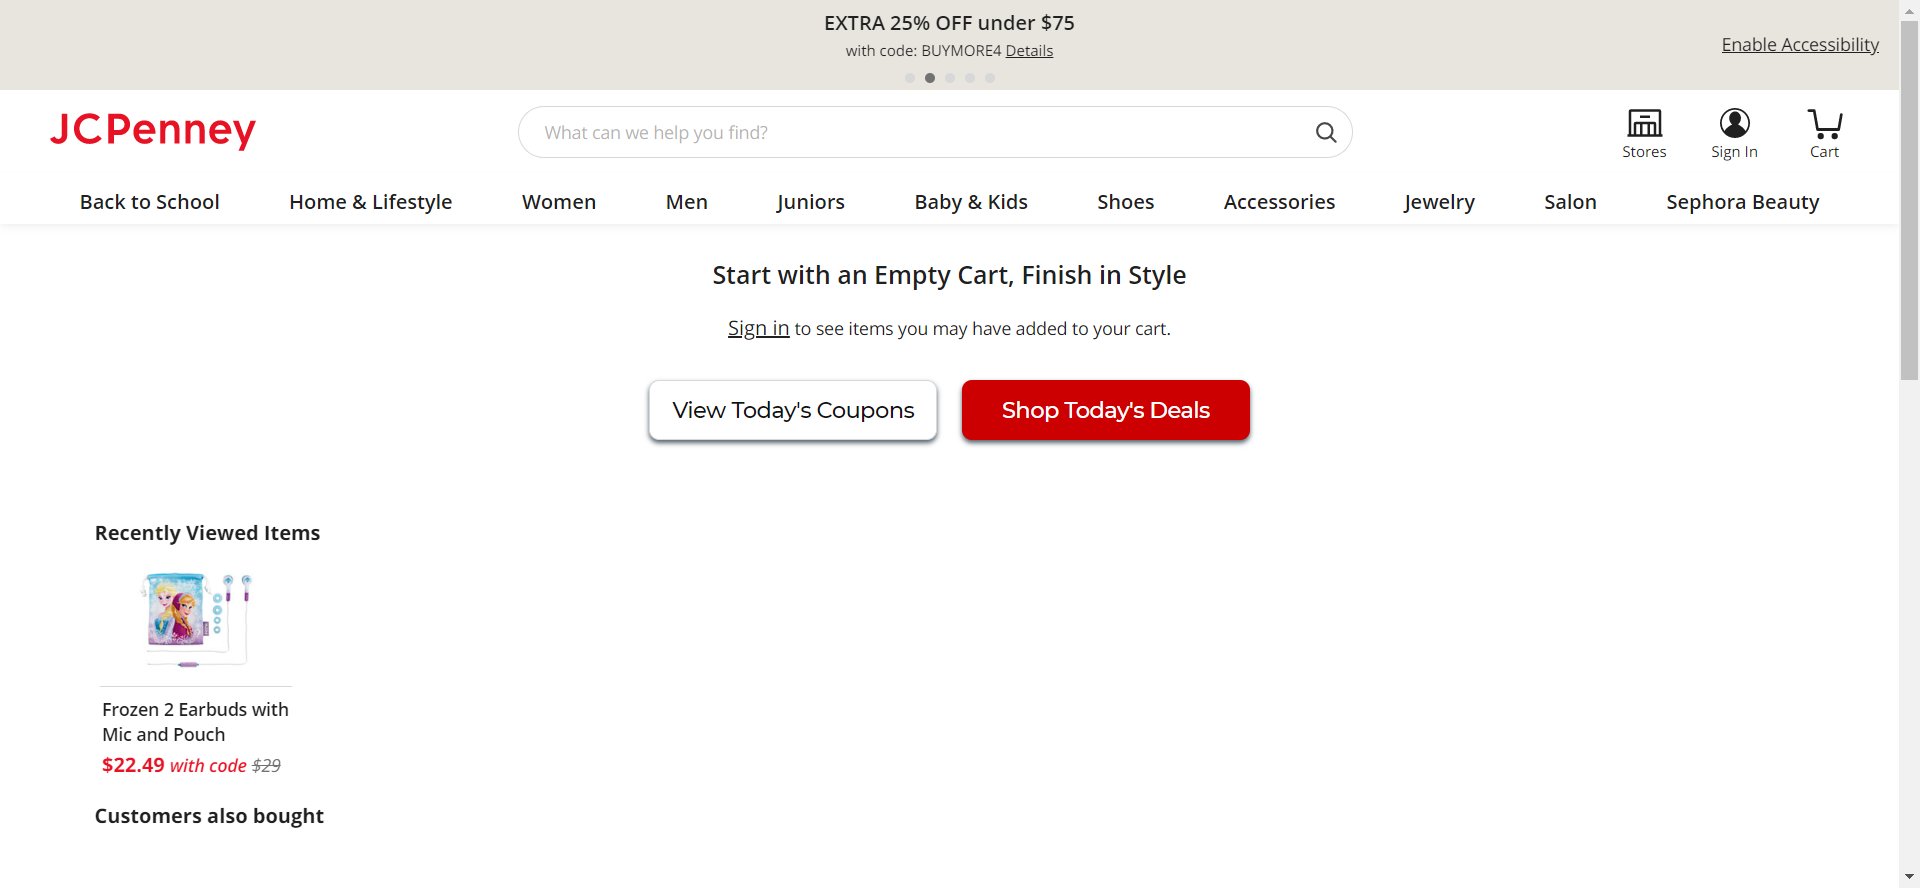 EXTRA 25% OFF under $75
with code: BUYMORE4 Details
Enable Accessibility
JCPenney
What can we help you find?
Stores
Sign In
Cart
Back to School
Home & Lifestyle
Women
Men
Juniors
Baby & Kids
Shoes
Accessories
Jewelry
Salon
Sephora Beauty
Start with an Empty Cart, Finish in Style
Sign in to see items you may have added to your cart.
View Today's Coupons
Shop Today's Deals
Recently Viewed Items
Frozen 2 Earbuds with
Mic and Pouch
$22.49 with code $29
Customers also bought